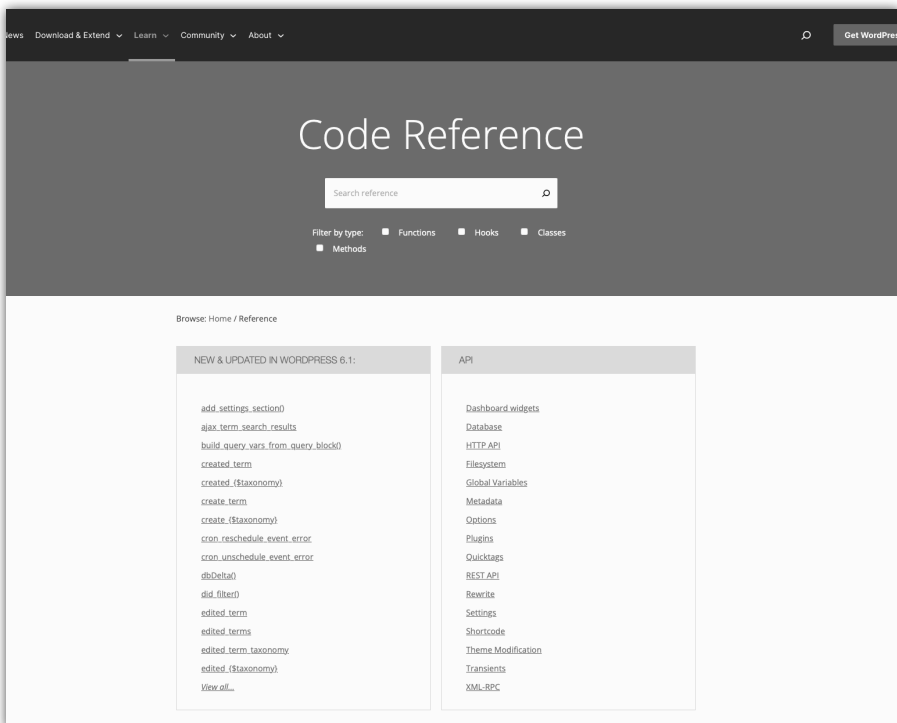 Download & Extend Learn Community About
Code Reference
Search reference
Filter by type: Functions Hooks Classes
Methods
Browse: Home / Reference
NEW & UPDATED IN WORDPRESS 6.1:
add_settings_section()
ajax_term_search_results
build_query_vars_from_query_block()
created_term
created_{$taxonomy}
create_term
create_{$taxonomy}
cron_reschedule_event_error
cron_unschedule_event_error
dbDelta()
did_filter()
edited_term
edited_terms
edited_term_taxonomy
edited_{$taxonomy}
View all...
API
Dashboard widgets
Database
HTTP API
Filesystem
Global Variables
Metadata
Options
Plugins
Quicktags
REST API
Rewrite
Settings
Shortcode
Theme Modification
Transients
XML-RPC